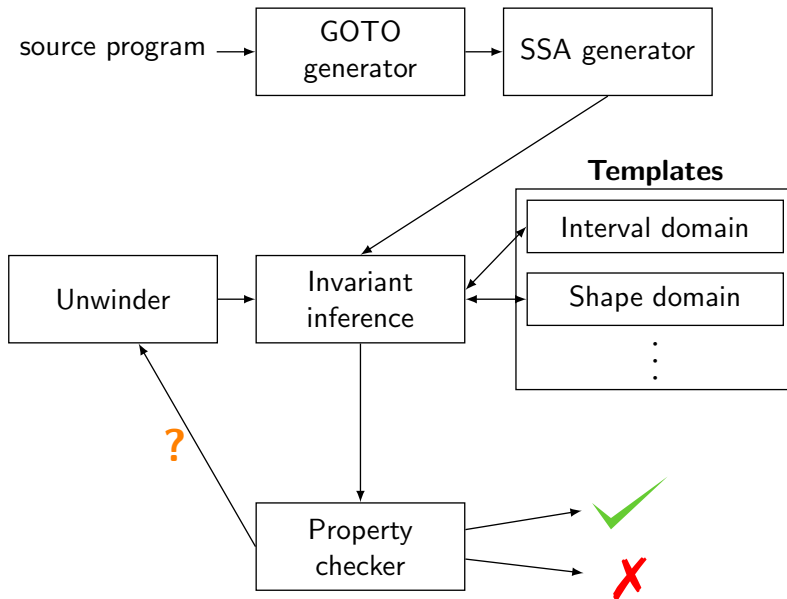 source program
GOTO
generator
SSA generator
Templates
Interval domain
Unwinder
Invariant
inference
Shape domain
?
Property
checker